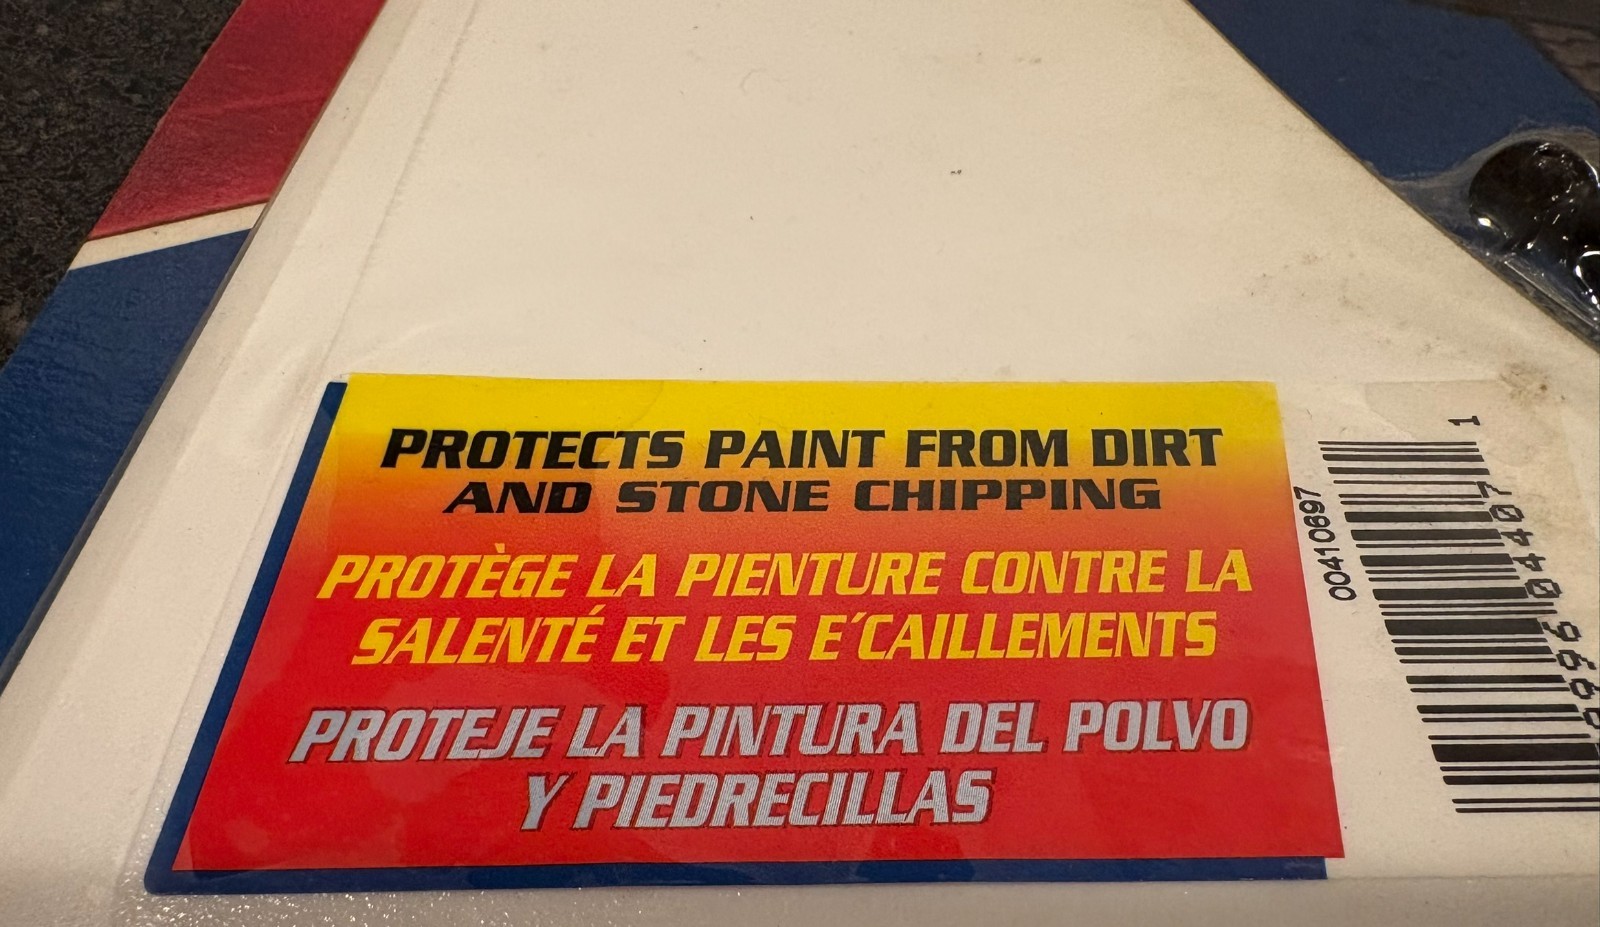 PROTECTS PAINT FROM DIRT
AND STONE CHIPPING
PROTÈGE LA PIENTURE CONTRE LA
SALENTÉ ET LES E´CAILLEMENTS
PROTEJE LA PINTURA DEL POLVO
Y PIEDRECILLAS
00410697
1